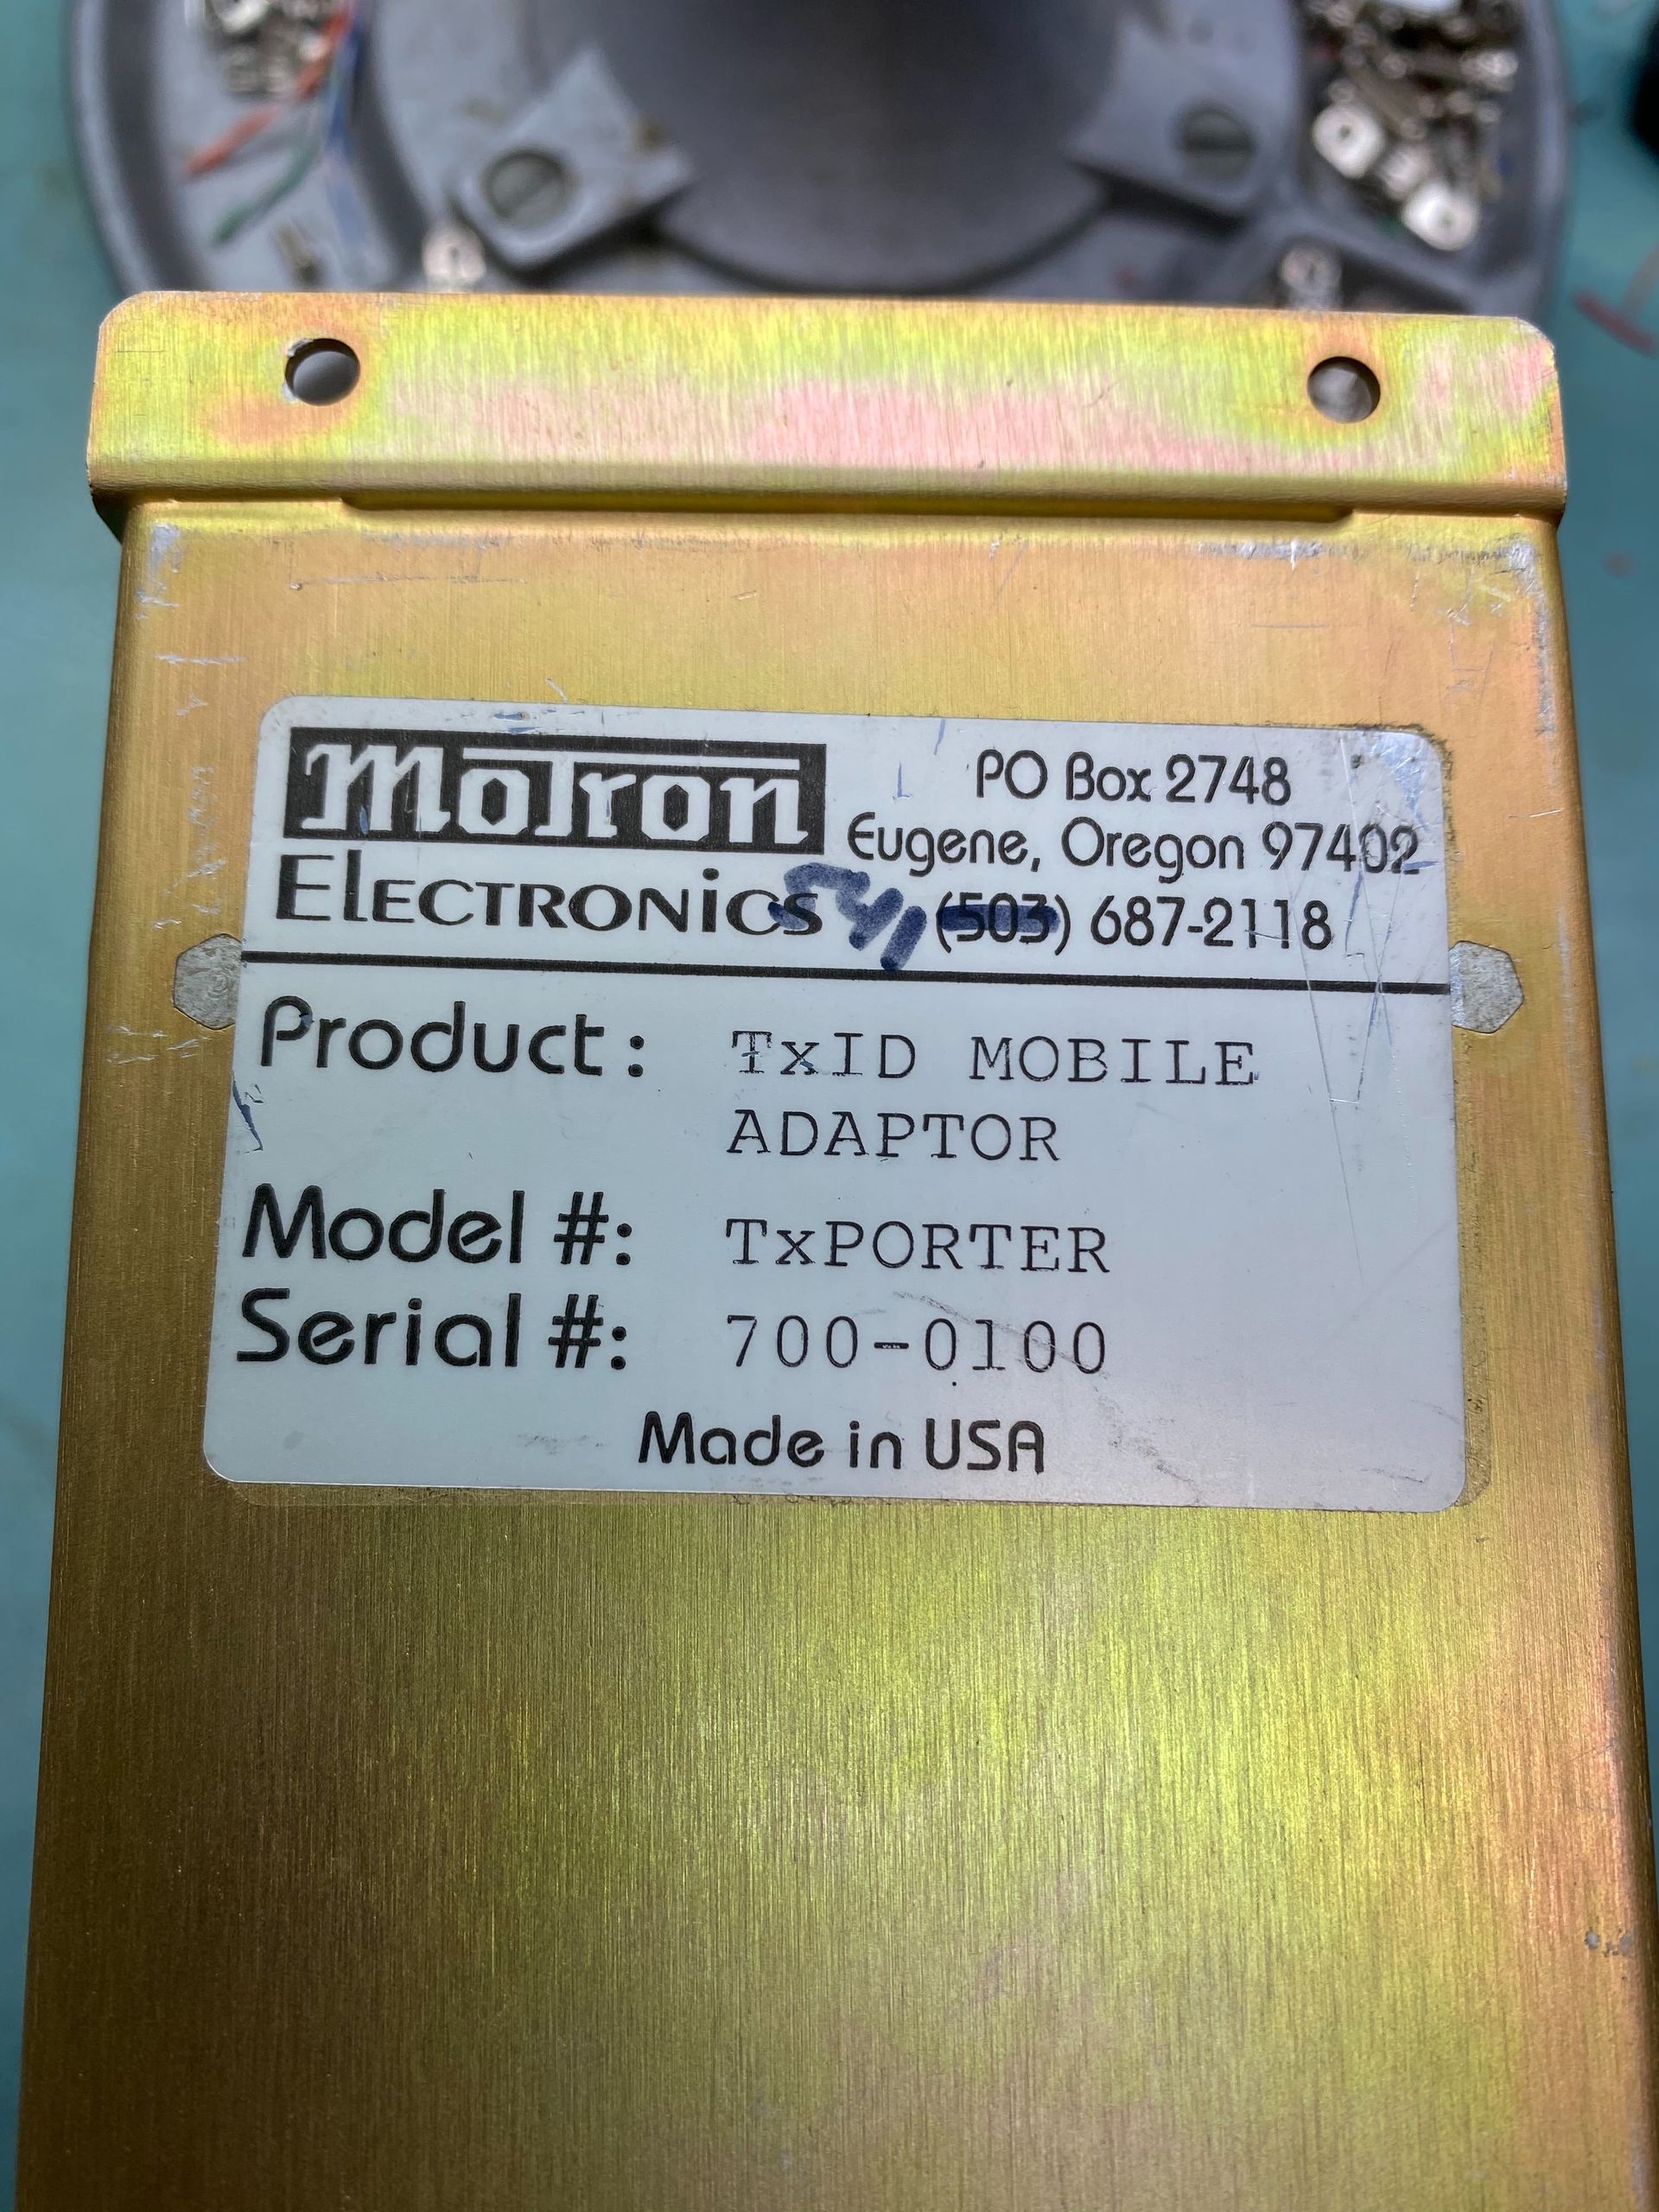 MoTron
ElECTRONiCS
PO Box 2748
Eugene, Oregon 97402
541 (503) 687-2118
Product: TxID MOBILE
ADAPTOR
Model #: TxPORTER
Serial #: 700-0100
Made in USA